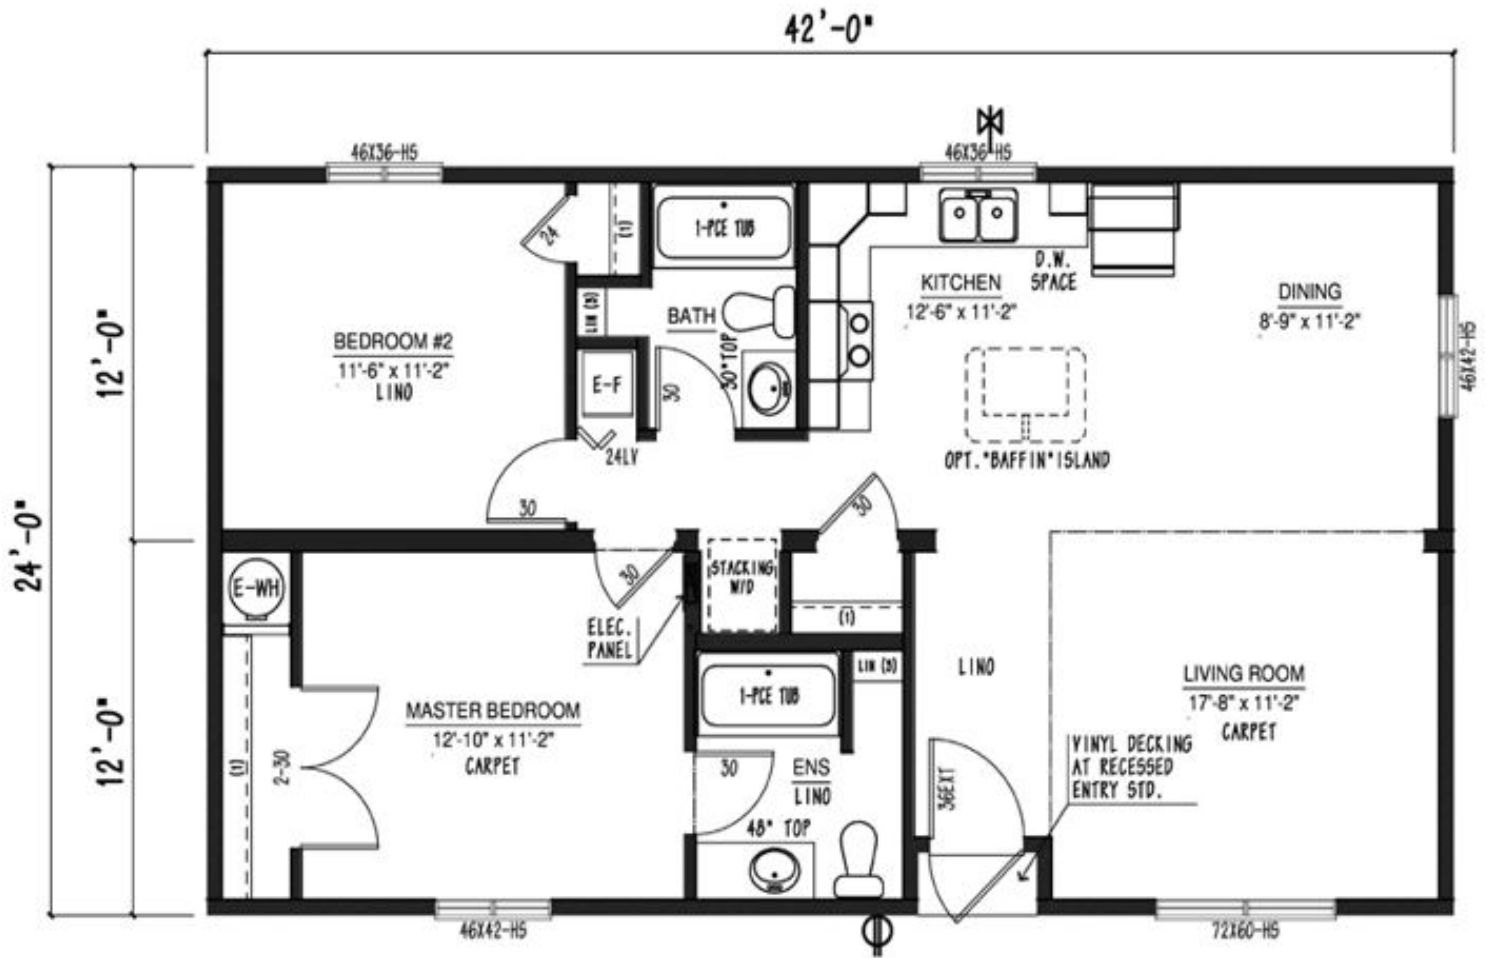 42'-0"
46X36-HS
46X36-HS
24
(1)
1-PCE TUB
D.W.
SPACE
KITCHEN
12'-6" x 11'-2"
DINING
8'-9" x 11'-2"
12'-0"
LIN (3)
BATH
BEDROOM #2
11'-6" x 11'-2"
LINO
30"TOP
46X42-HS
E-F
30
24LV
OPT."BAFFIN"ISLAND
30
30
24'-0"
E-WH
30
STACKING
W/D
(1)
ELEC.
PANEL
LIN (3)
LINO
1-PCE TUB
LIVING ROOM
17'-8" x 11'-2"
CARPET
MASTER BEDROOM
12'-10" x 11'-2"
CARPET
12'-0"
(1)
2-30
30
ENS
LINO
48" TOP
36EXT
VINYL DECKING
AT RECESSED
ENTRY STD.
46X42-HS
72X60-HS